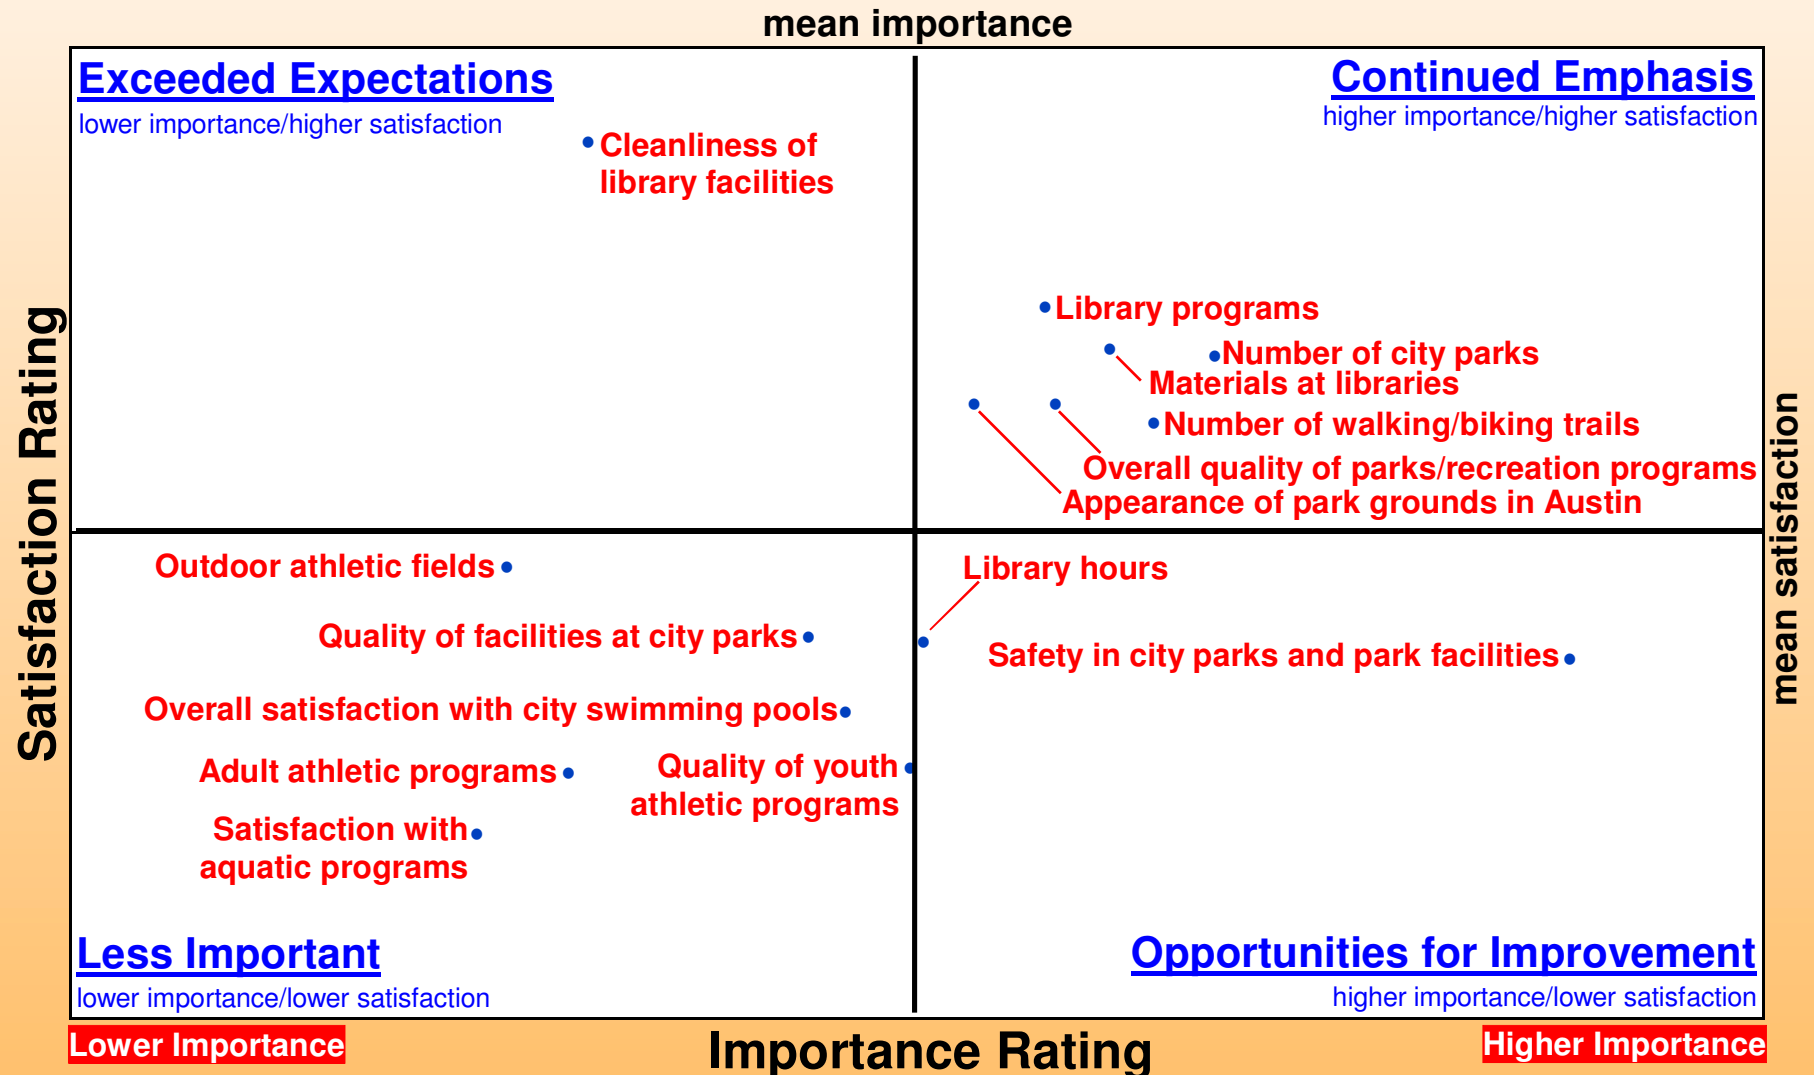 mean importance
Exceeded Expectations
lower importance/higher satisfaction
Continued Emphasis
higher importance/higher satisfaction
Cleanliness of
library facilities
Library programs
Number of city parks
Materials at libraries
Number of walking/biking trails
Overall quality of parks/recreation programs
Appearance of park grounds in Austin
Satisfaction Rating
mean satisfaction
Outdoor athletic fields
Library hours
Quality of facilities at city parks
Safety in city parks and park facilities
Overall satisfaction with city swimming pools
Adult athletic programs
Quality of youth
athletic programs
Satisfaction with
aquatic programs
Less Important
lower importance/lower satisfaction
Opportunities for Improvement
higher importance/lower satisfaction
Lower Importance
Importance Rating
Higher Importance